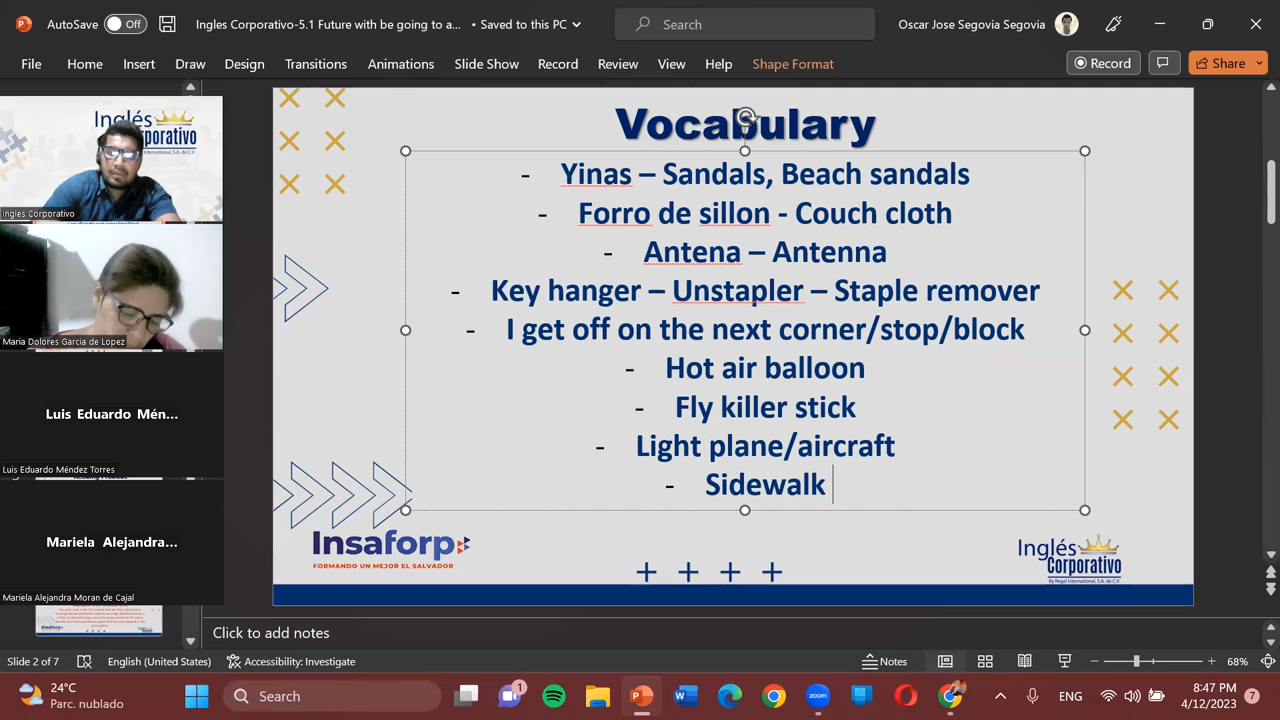 AutoSave Off Ingles Corporativo-5.1 Future with be going to a... • Saved to this PC Search Oscar Jose Segovia Segovia
File Home Insert Draw Design Transitions Animations Slide Show Record Review View Help Shape Format Record Share
Inglés
Corporativo
Ingles Corporativo
Maria Dolores Garcia de Lopez
Luis Eduardo Mén...
Luis Eduardo Méndez Torres
Mariela Alejandra...
Mariela Alejandra Moran de Cajal
Vocabulary
- Yinas – Sandals, Beach sandals
- Forro de sillon - Couch cloth
- Antena – Antenna
- Key hanger – Unstapler – Staple remover
- I get off on the next corner/stop/block
- Hot air balloon
- Fly killer stick
- Light plane/aircraft
- Sidewalk
Insaforp
FORMANDO UN MEJOR EL SALVADOR
Inglés
Corporativo
By Regal International, S.A. de C.V.
Click to add notes
Slide 2 of 7 English (United States) Accessibility: Investigate Notes 68%
24°C
Parc. nublado
Search
1
zoom
ENG
8:47 PM
4/12/2023
7